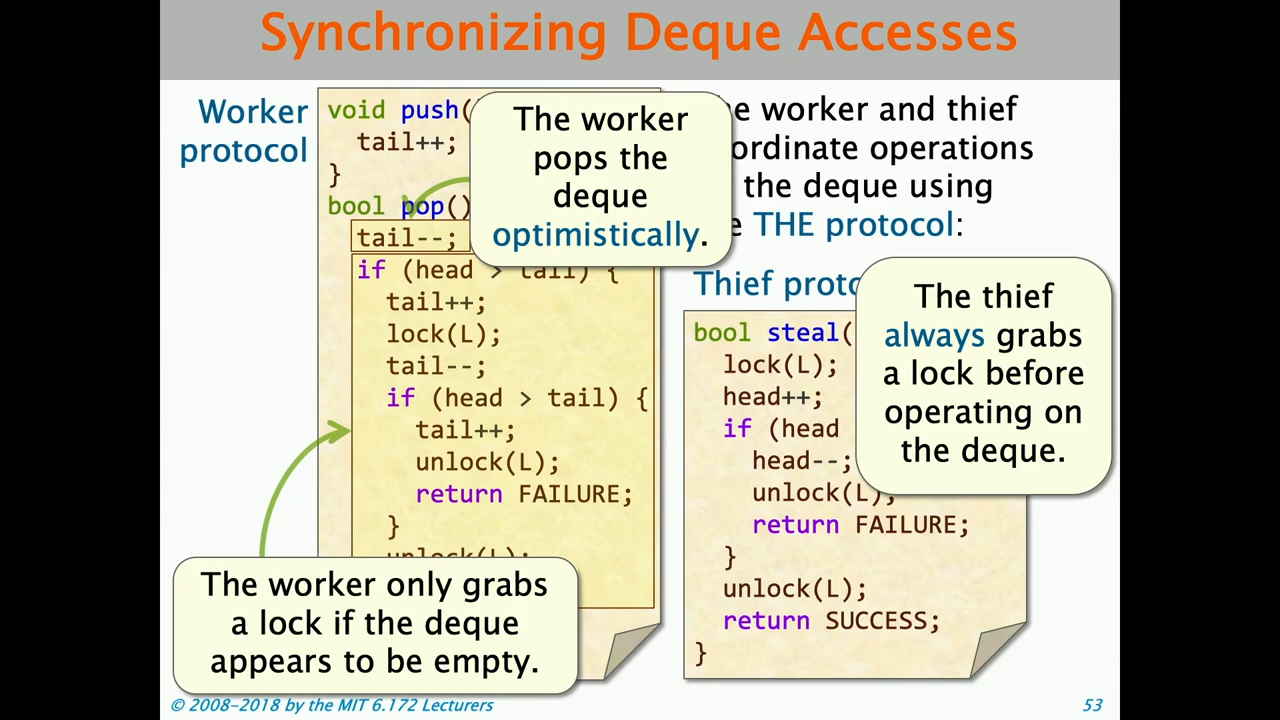 Synchronizing Deque Accesses
Worker
protocol
void push(
tail++;
}
bool pop()
tail--;
if (head > tail) {
tail++;
lock(L);
tail--;
if (head > tail) {
tail++;
unlock(L);
return FAILURE;
}
unlock(L);
The worker
pops the
deque
optimistically.
The worker only grabs
a lock if the deque
appears to be empty.
e worker and thief
ordinate operations
the deque using
e THE protocol:
Thief proto
bool steal(
lock(L);
head++;
if (head
head--;
unlock(L);
return FAILURE;
}
unlock(L);
return SUCCESS;
}
The thief
always grabs
a lock before
operating on
the deque.
© 2008-2018 by the MIT 6.172 Lecturers
53